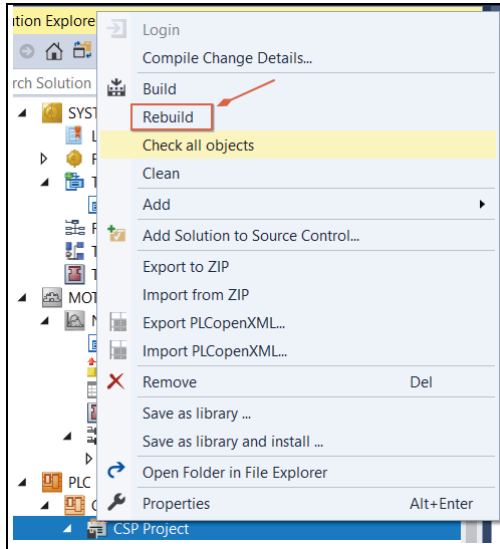 ution Explore
Login
Compile Change Details...
rch Solution
Build
SYST
Rebuild
Check all objects
Clean
Add
Add Solution to Source Control...
Export to ZIP
Import from ZIP
MOT
Export PLCopenXML...
Import PLCopenXML...
Remove Del
Save as library ...
Save as library and install ...
Open Folder in File Explorer
PLC
Properties Alt+Enter
CSP Project